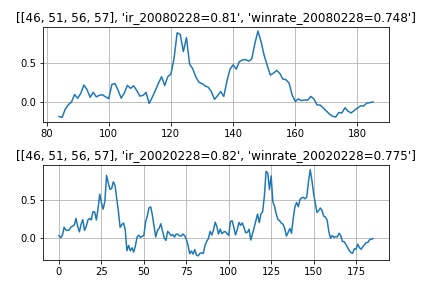 [[46, 51, 56, 57], 'ir_20080228=0.81', 'winrate_20080228=0.748']
0.5
0.0
80 100 120 140 160 180
[[46, 51, 56, 57], 'ir_20020228=0.82', 'winrate_20020228=0.775']
0.5
0.0
0 25 50 75 100 125 150 175